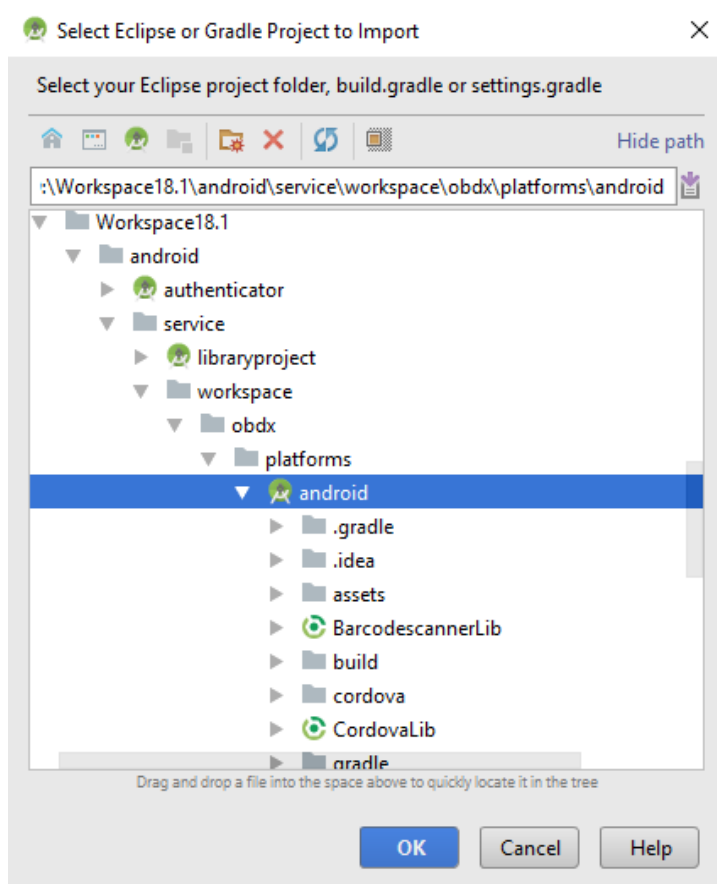 Select Eclipse or Gradle Project to Import
Select your Eclipse project folder, build.gradle or settings.gradle
Hide path
:\Workspace18.1\android\service\workspace\obdx\platforms\android
Workspace18.1
android
authenticator
service
libraryproject
workspace
obdx
platforms
android
.gradle
.idea
assets
BarcodescannerLib
build
cordova
CordovaLib
gradle
Drag and drop a file into the space above to quickly locate it in the tree
OK Cancel Help